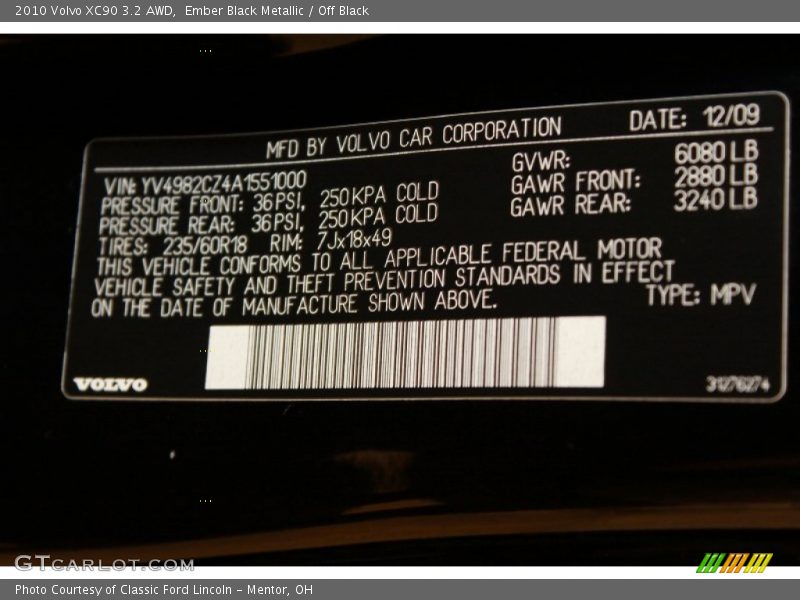 2010 Volvo XC90 3.2 AWD,  Ember Black Metallic / Off Black
MFD BY VOLVO CAR CORPORATION DATE: 12/09
VIN: YV4982CZ4A1551000 GVWR: 6080 LB
PRESSURE FRONT: 36 PSI, 250 KPA COLD GAWR FRONT: 2880 LB
PRESSURE REAR: 36 PSI, 250 KPA COLD GAWR REAR: 3240 LB
TIRES: 235/60R18 RIM: 7Jx18x49
THIS VEHICLE CONFORMS TO ALL APPLICABLE FEDERAL MOTOR
VEHICLE SAFETY AND THEFT PREVENTION STANDARDS IN EFFECT
ON THE DATE OF MANUFACTURE SHOWN ABOVE. TYPE: MPV
VOLVO 31276274
GTCARLOT.COM
Photo Courtesy of Classic Ford Lincoln – Mentor, OH